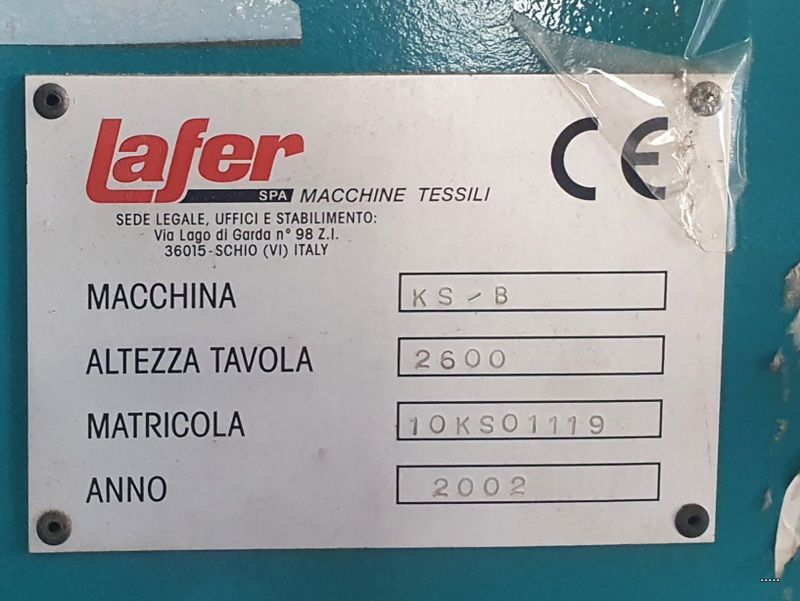 Lafer
SPA MACCHINE TESSILI
CE
SEDE LEGALE, UFFICI E STABILIMENTO:
Via Lago di Garda n° 98 Z.I.
36015-SCHIO (VI) ITALY
MACCHINA KS-B
ALTEZZA TAVOLA 2600
MATRICOLA 10KS01119
ANNO 2002